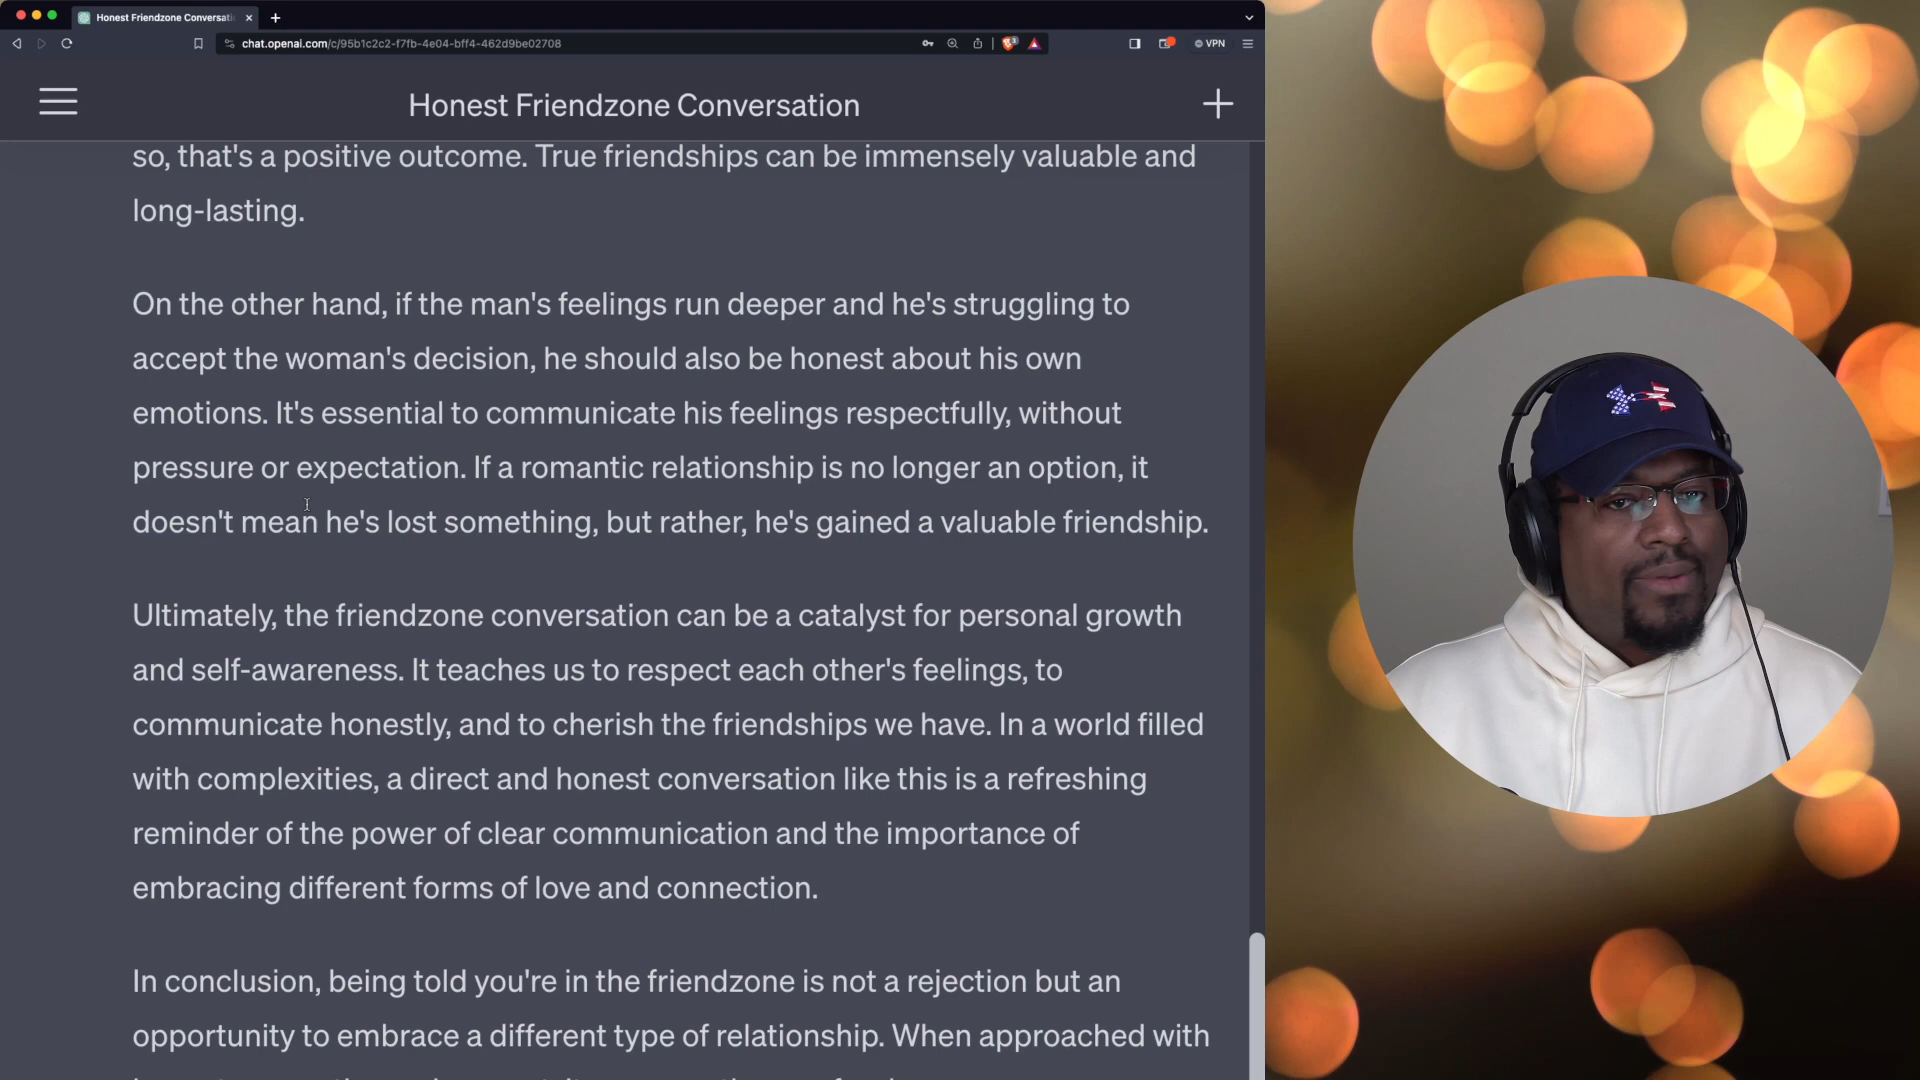 Honest Friendzone Conversati
chat.openai.com/c/95b1c2c2-f7fb-4e04-bff4-462d9be02708
VPN
Honest Friendzone Conversation
so, that's a positive outcome. True friendships can be immensely valuable and
long-lasting.
On the other hand, if the man's feelings run deeper and he's struggling to
accept the woman's decision, he should also be honest about his own
emotions. It's essential to communicate his feelings respectfully, without
pressure or expectation. If a romantic relationship is no longer an option, it
doesn't mean he's lost something, but rather, he's gained a valuable friendship.
Ultimately, the friendzone conversation can be a catalyst for personal growth
and self-awareness. It teaches us to respect each other's feelings, to
communicate honestly, and to cherish the friendships we have. In a world filled
with complexities, a direct and honest conversation like this is a refreshing
reminder of the power of clear communication and the importance of
embracing different forms of love and connection.
In conclusion, being told you're in the friendzone is not a rejection but an
opportunity to embrace a different type of relationship. When approached with